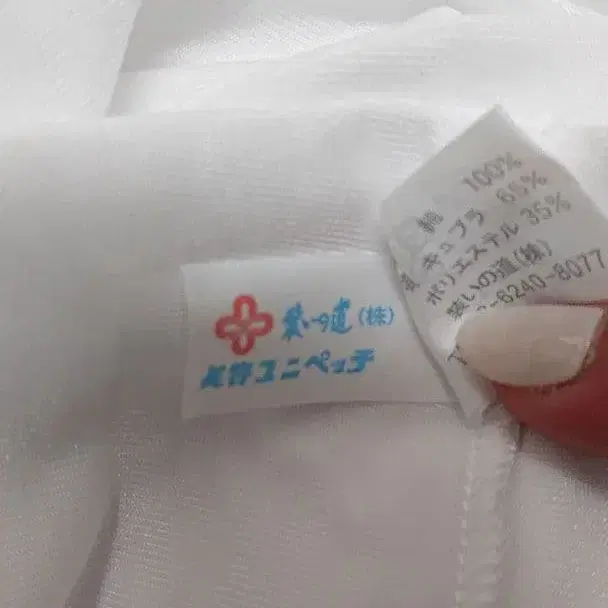 装いの道(株)
美容ユニペッチ
綿 100%
キュプラ 65%
ポリエステル 35%
装いの道(株)
6240-8077